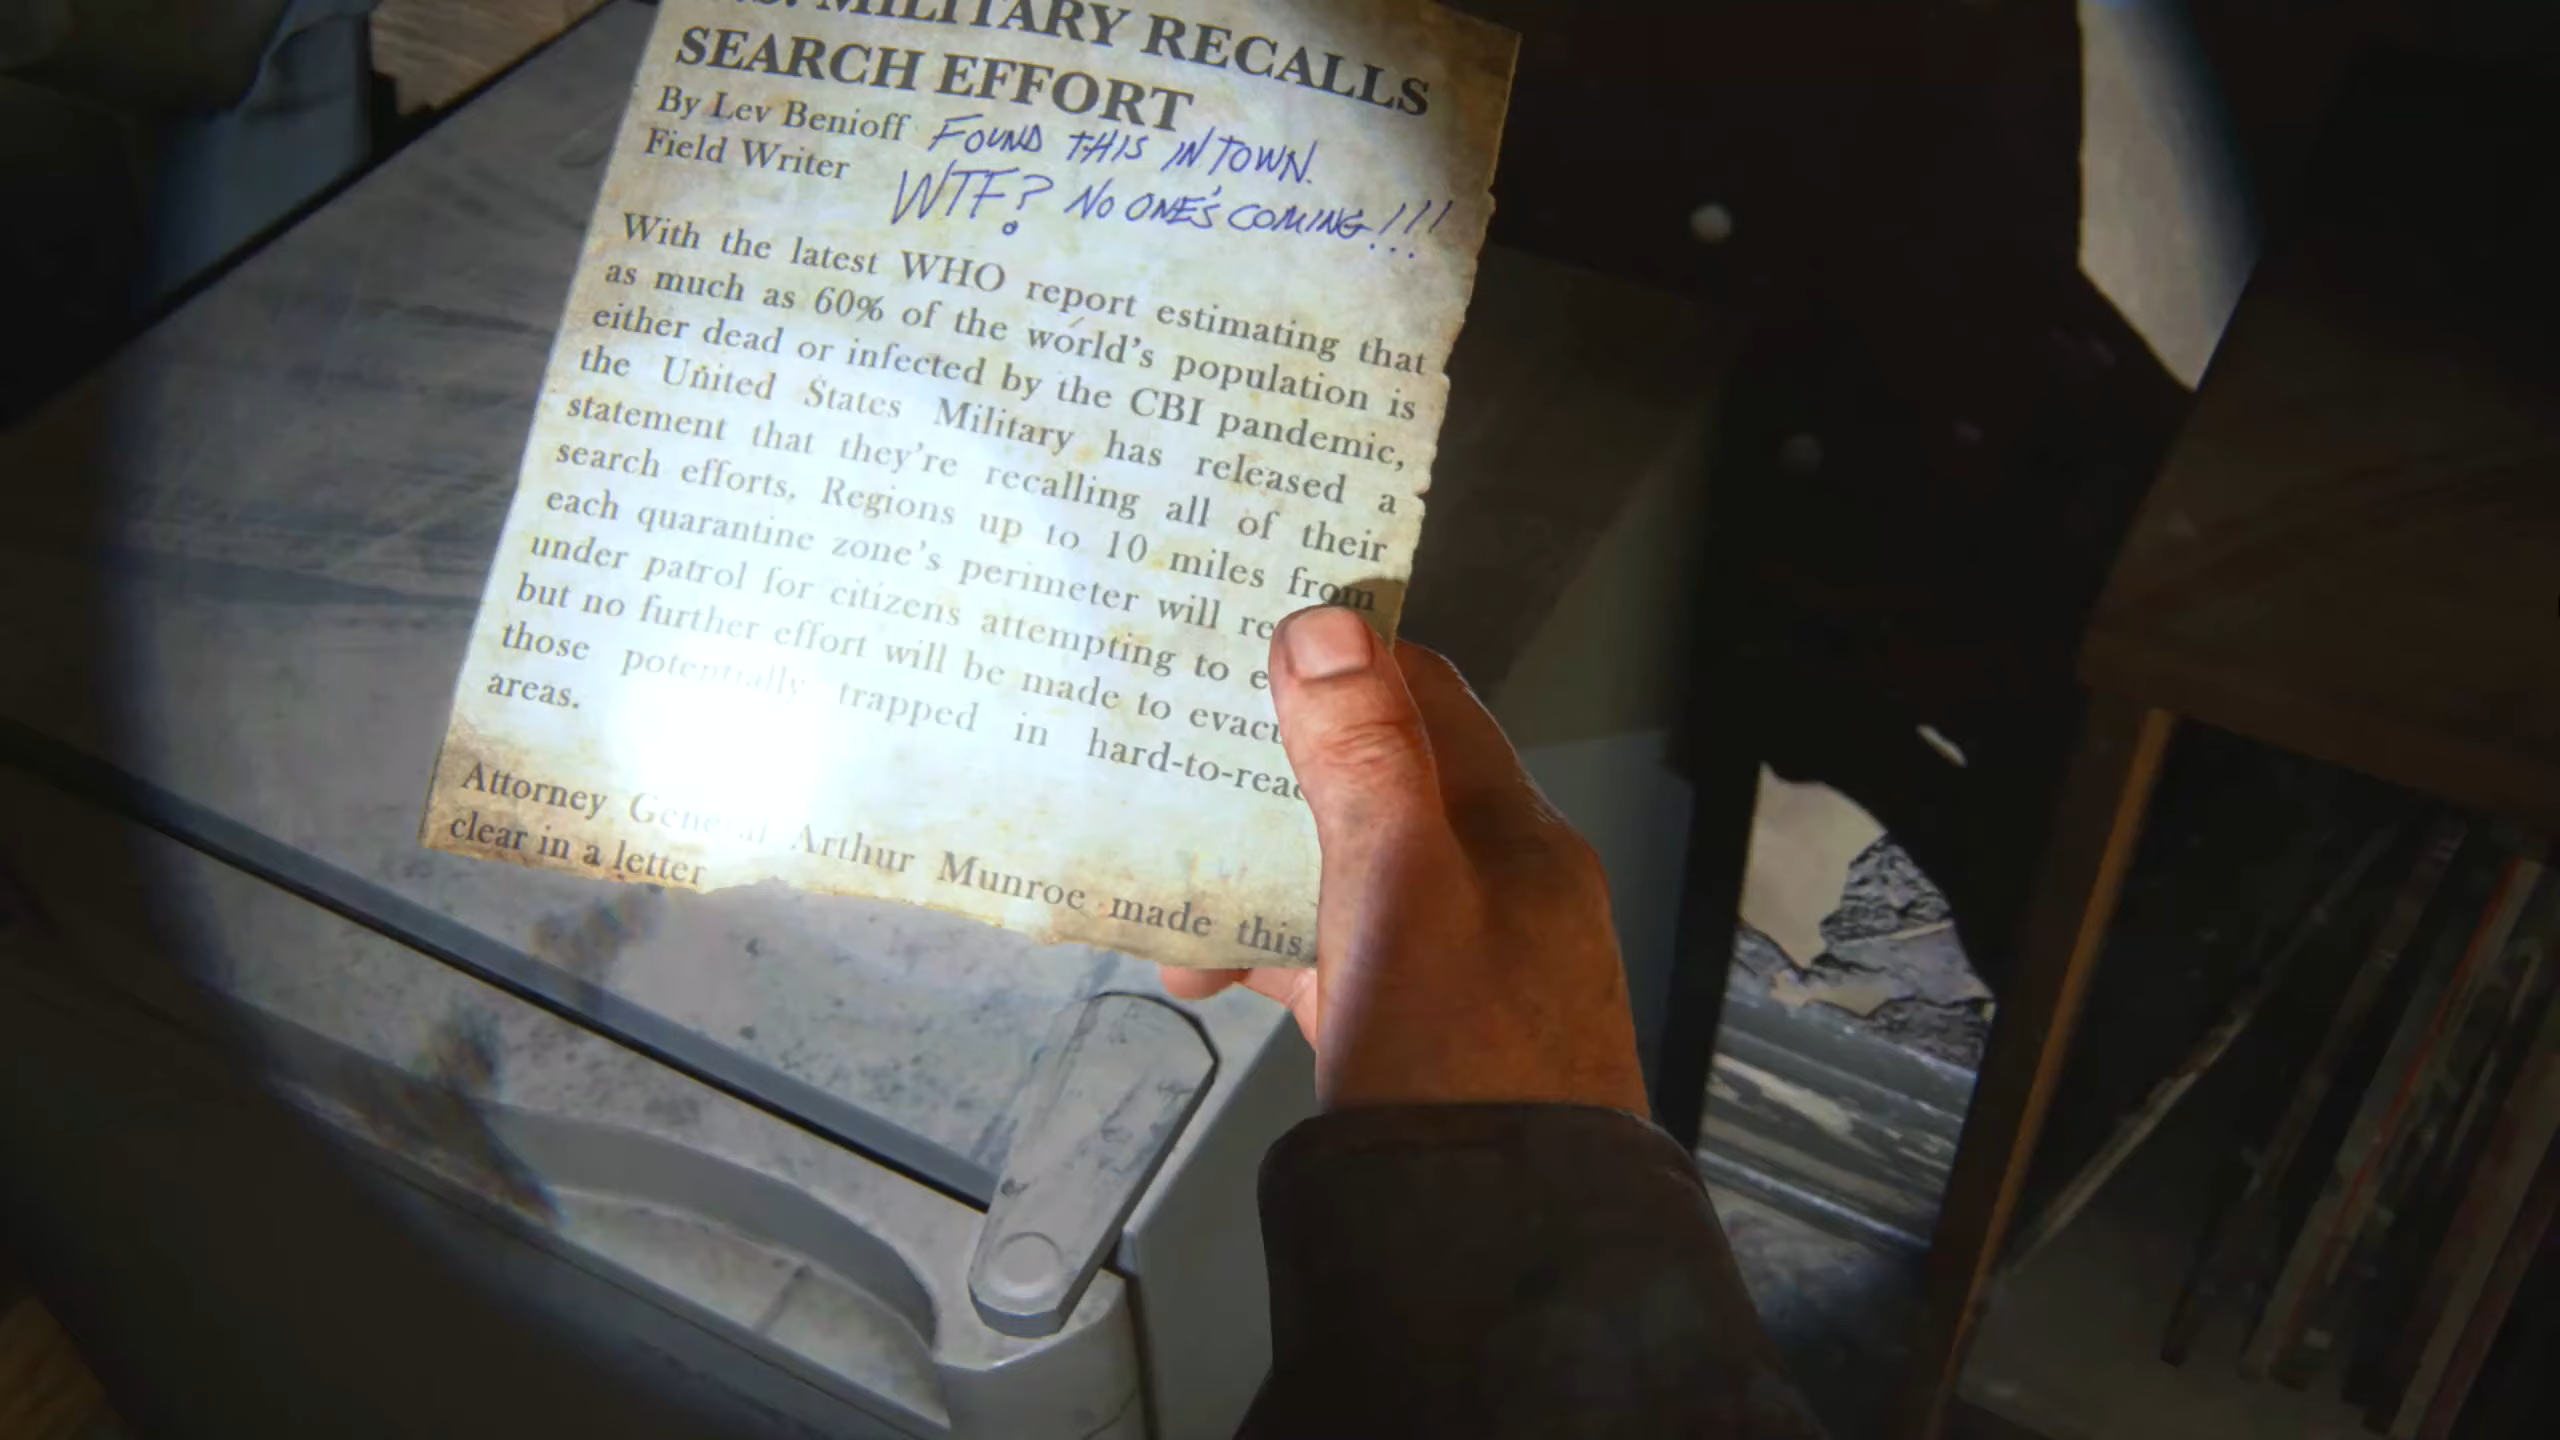 MILITARY RECALLS
SEARCH EFFORT
By Lev Benioff
Field Writer
FOUND THIS IN TOWN.
WTF? NO ONE'S COMING!!!
With the latest WHO report estimating that
as much as 60% of the world's population is
either dead or infected by the CBI pandemic,
the United States Military has released a
statement that they're recalling all of their
search efforts. Regions up to 10 miles from
each quarantine zone's perimeter will re
under patrol for citizens attempting to e
but no further effort will be made to evacu
those potentially trapped in hard-to-reac
areas.
Attorney General Arthur Munroe made this
clear in a letter